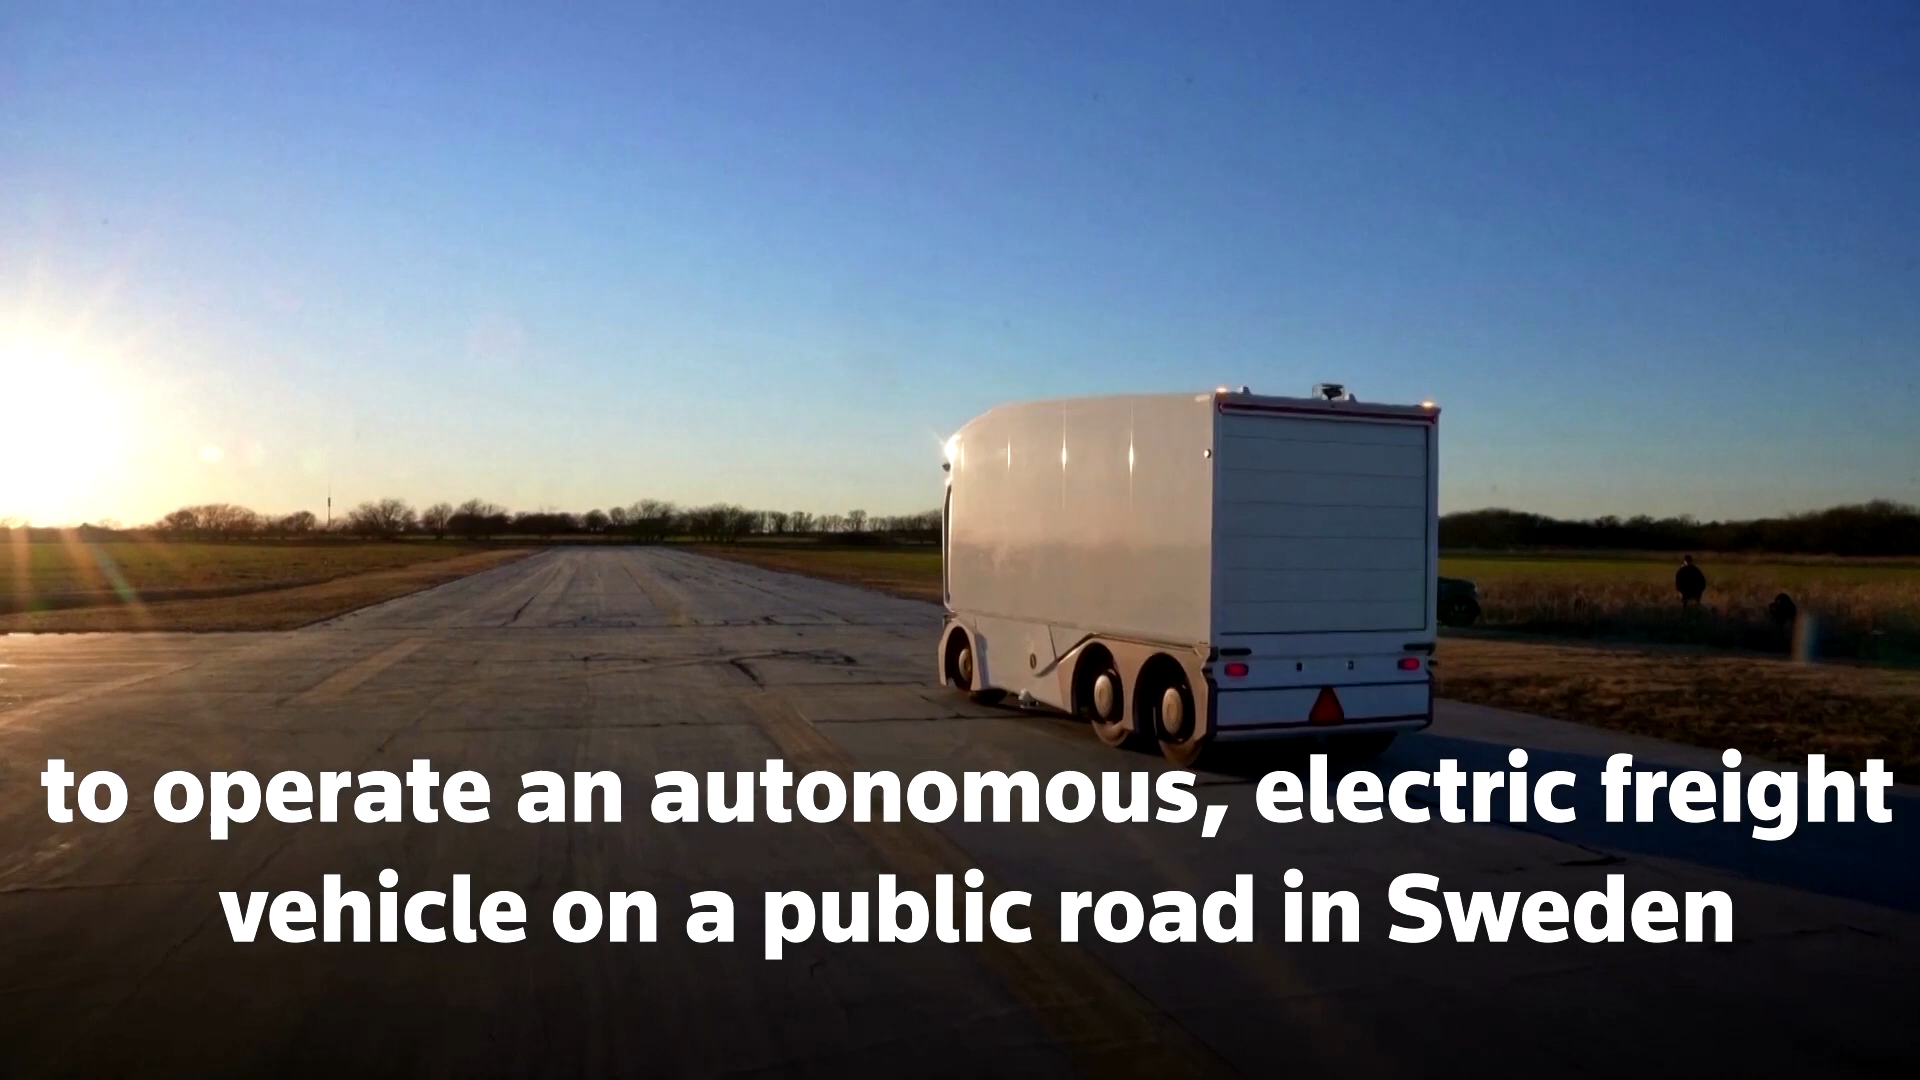 to operate an autonomous, electric freight
vehicle on a public road in Sweden